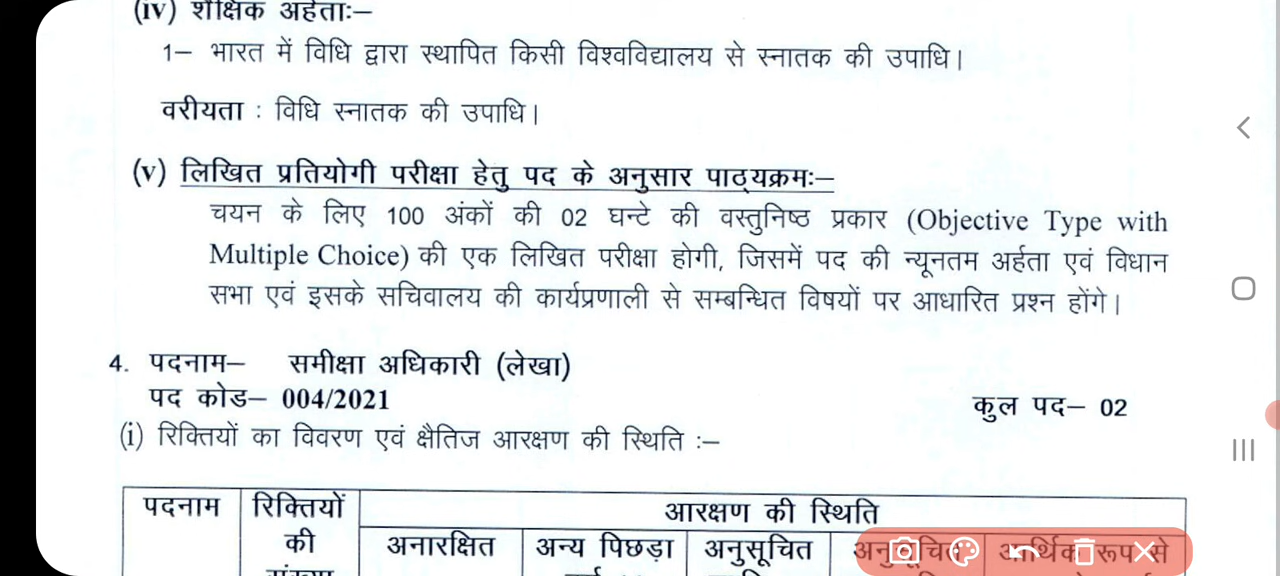 (iv) शैक्षिक अर्हताः–
1– भारत में विधि द्वारा स्थापित किसी विश्वविद्यालय से स्नातक की उपाधि।
वरीयता : विधि स्नातक की उपाधि।
(v) लिखित प्रतियोगी परीक्षा हेतु पद के अनुसार पाठ्यक्रमः–
चयन के लिए 100 अंकों की 02 घन्टे की वस्तुनिष्ठ प्रकार (Objective Type with
Multiple Choice) की एक लिखित परीक्षा होगी, जिसमें पद की न्यूनतम अर्हता एवं विधान
सभा एवं इसके सचिवालय की कार्यप्रणाली से सम्बन्धित विषयों पर आधारित प्रश्न होंगे।
4. पदनाम– समीक्षा अधिकारी (लेखा)
पद कोड– 004/2021 कुल पद– 02
(i) रिक्तियों का विवरण एवं क्षैतिज आरक्षण की स्थिति :–
पदनाम रिक्तियों आरक्षण की स्थिति
की अनारक्षित अन्य पिछड़ा अनुसूचित अनुसूचित आर्थिक रूप से
संख्या